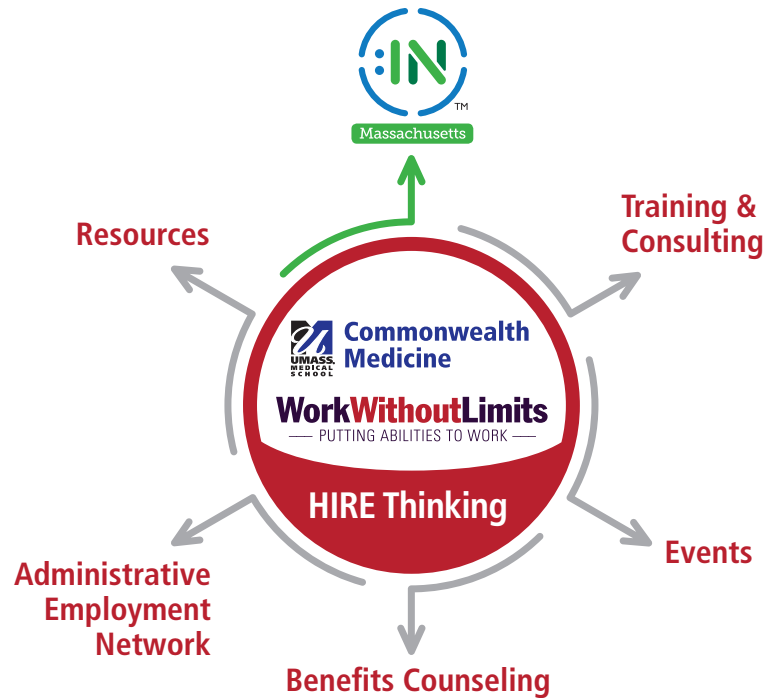 :IN
TM
Massachusetts
Training &
Consulting
Resources
UMASS.
MEDICAL
SCHOOL
Commonwealth
Medicine
WorkWithoutLimits
PUTTING ABILITIES TO WORK
HIRE Thinking
Events
Administrative
Employment
Network
Benefits Counseling